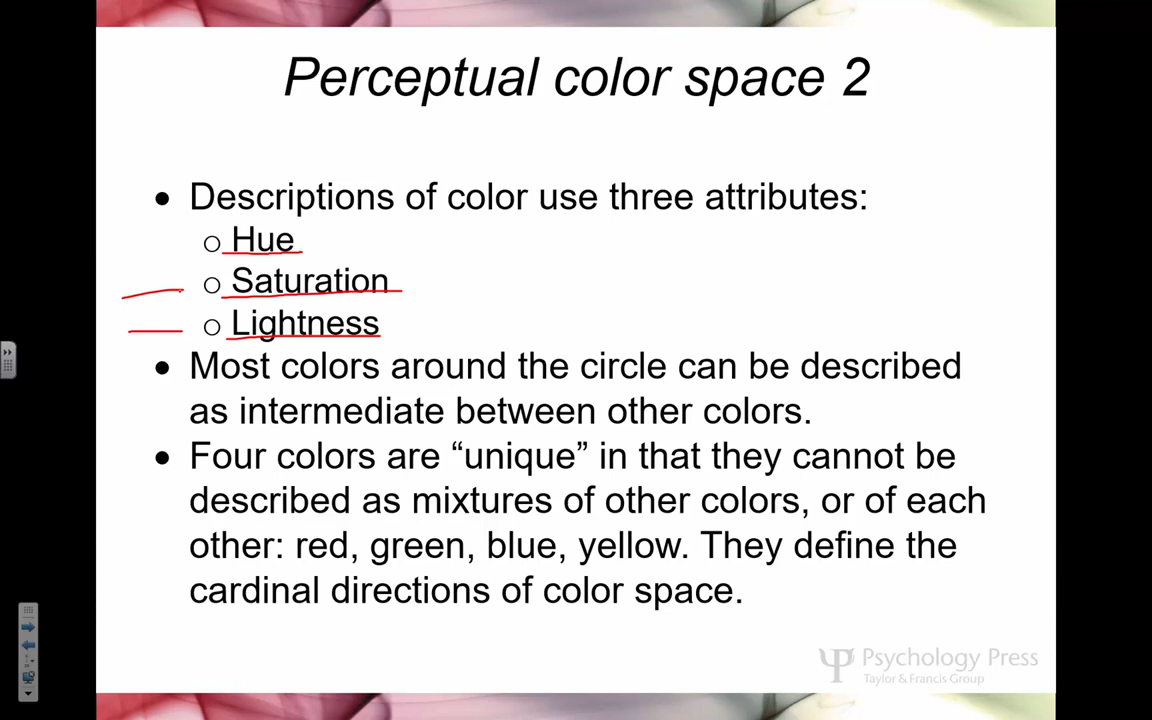 Perceptual color space 2
• Descriptions of color use three attributes:
o Hue
o Saturation
o Lightness
• Most colors around the circle can be described
as intermediate between other colors.
• Four colors are “unique” in that they cannot be
described as mixtures of other colors, or of each
other: red, green, blue, yellow. They define the
cardinal directions of color space.
Psychology Press
Taylor & Francis Group